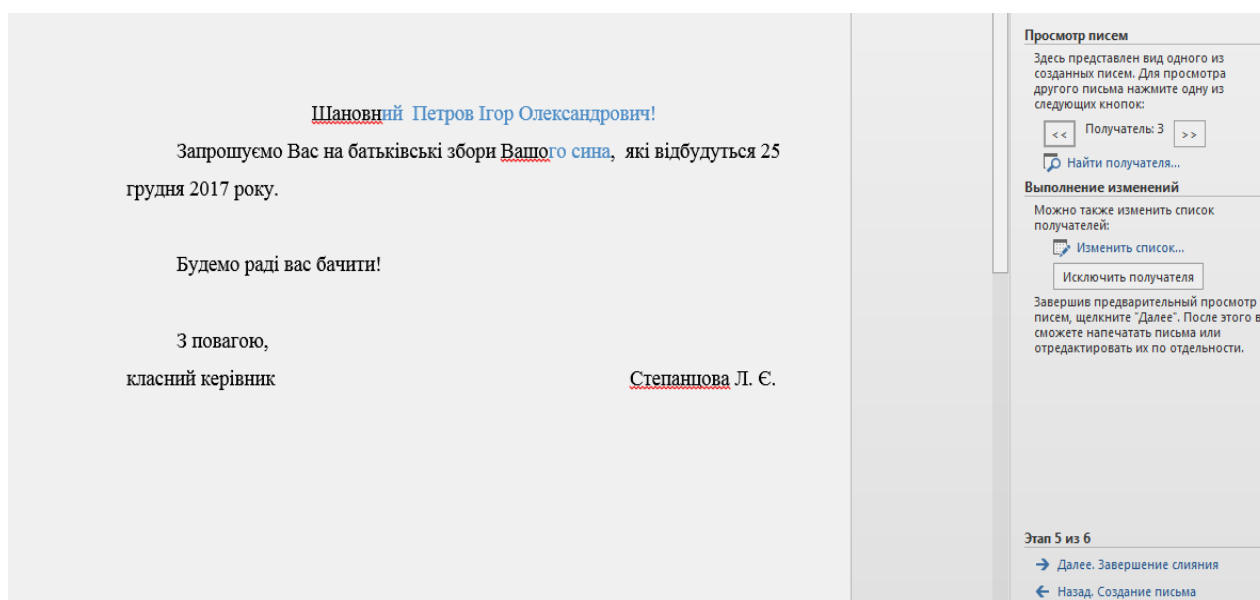 Шановний Петров Ігор Олександрович!
Запрошуємо Вас на батьківські збори Вашого сина, які відбудуться 25
грудня 2017 року.
Будемо раді вас бачити!
З повагою,
класний керівник Степанцова Л. Є.
Просмотр писем
Здесь представлен вид одного из
созданных писем. Для просмотра
другого письма нажмите одну из
следующих кнопок:
<< Получатель: 3 >>
Найти получателя...
Выполнение изменений
Можно также изменить список
получателей:
Изменить список...
Исключить получателя
Завершив предварительный просмотр
писем, щелкните "Далее". После этого в
сможете напечатать письма или
отредактировать их по отдельности.
Этап 5 из 6
Далее. Завершение слияния
Назад. Создание письма